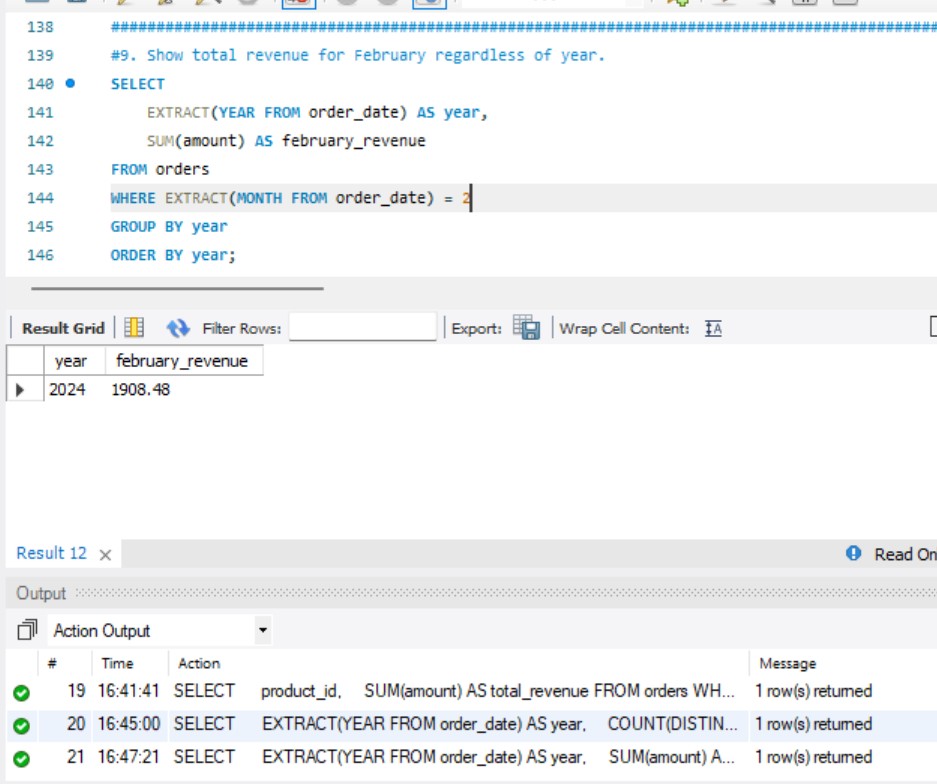 138 ################################################################
139 #9. Show total revenue for February regardless of year.
140 SELECT
141 EXTRACT(YEAR FROM order_date) AS year,
142 SUM(amount) AS february_revenue
143 FROM orders
144 WHERE EXTRACT(MONTH FROM order_date) = 2
145 GROUP BY year
146 ORDER BY year;
Result Grid Filter Rows: Export: Wrap Cell Content:
year february_revenue
2024 1908.48
Result 12 Read On
Output
Action Output
# Time Action Message
19 16:41:41 SELECT product_id, SUM(amount) AS total_revenue FROM orders WH... 1 row(s) returned
20 16:45:00 SELECT EXTRACT(YEAR FROM order_date) AS year, COUNT(DISTIN... 1 row(s) returned
21 16:47:21 SELECT EXTRACT(YEAR FROM order_date) AS year, SUM(amount) A... 1 row(s) returned